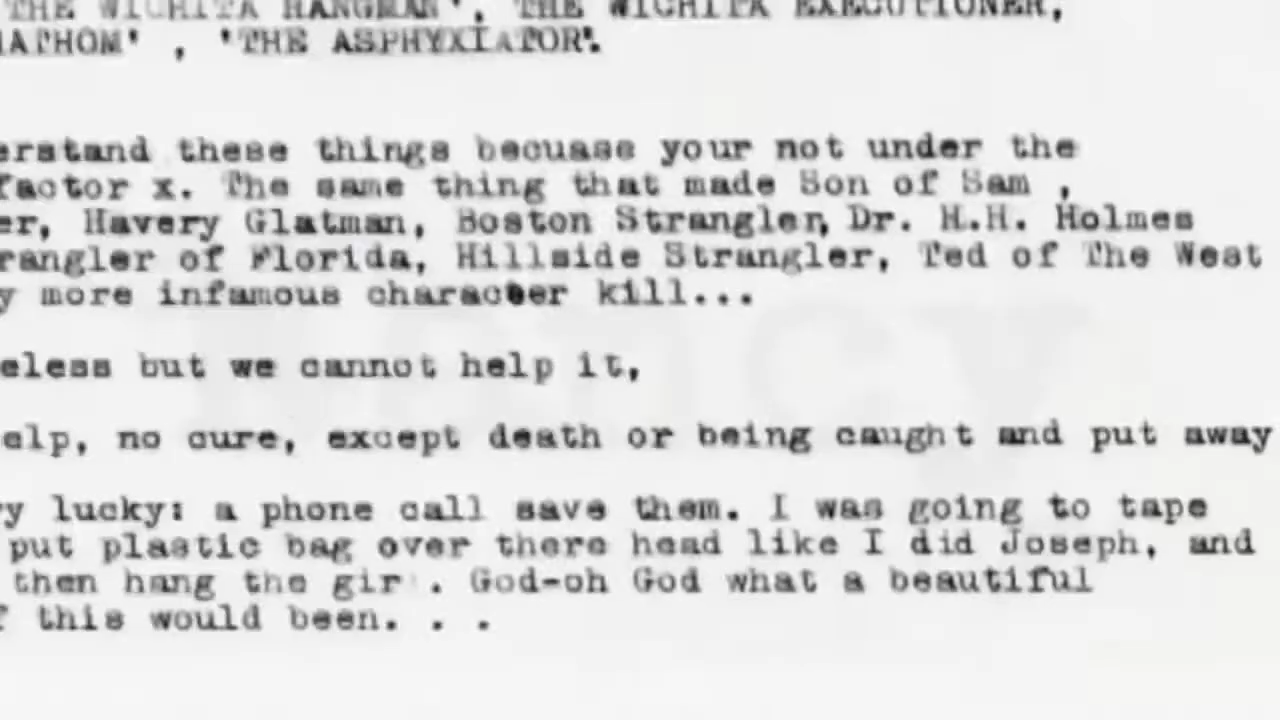 THE WICHITA HANGMAN', THE WICHITA EXECUTIONER,
HATHOM' , 'THE ASPHYXIATOR'.
erstand these things becuase your not under the
factor x. The same thing that made Son of Sam ,
er, Havery Glatman, Boston Strangler, Dr. H.H. Holmes
rangler of Florida, Hillside Strangler, Ted of The West
y more infamous character kill...
eless but we cannot help it,
elp, no cure, except death or being caught and put away
ry lucky: a phone call save them. I was going to tape
put plastic bag over there head like I did Joseph, and
then hang the gir . God-oh God what a beautiful
f this would been. . .